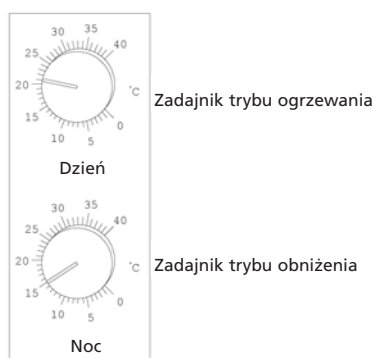 30 35
25 40
20 °C Zadajnik trybu ogrzewania
15 0
10 5
Dzień
30 35
25 40
20 °C Zadajnik trybu obniżenia
15 0
10 5
Noc